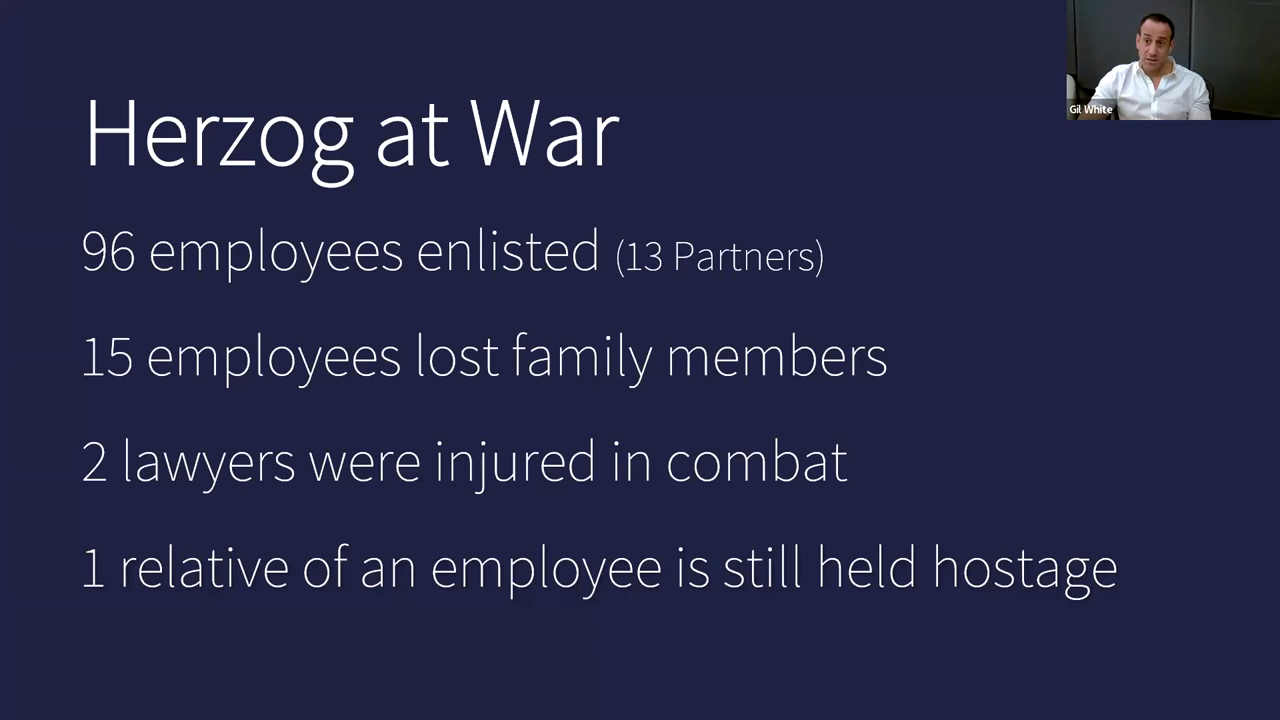 Gil White
Herzog at War
96 employees enlisted (13 Partners)
15 employees lost family members
2 lawyers were injured in combat
1 relative of an employee is still held hostage